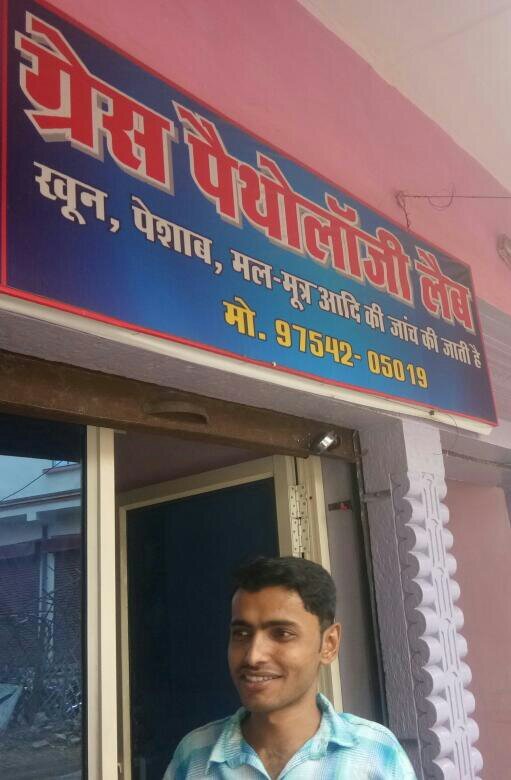 ग्रेस पैथोलॉजी लैब
खून, पेशाब, मल-मूत्र आदि की जांच की जाती है
मो. 97542-05019